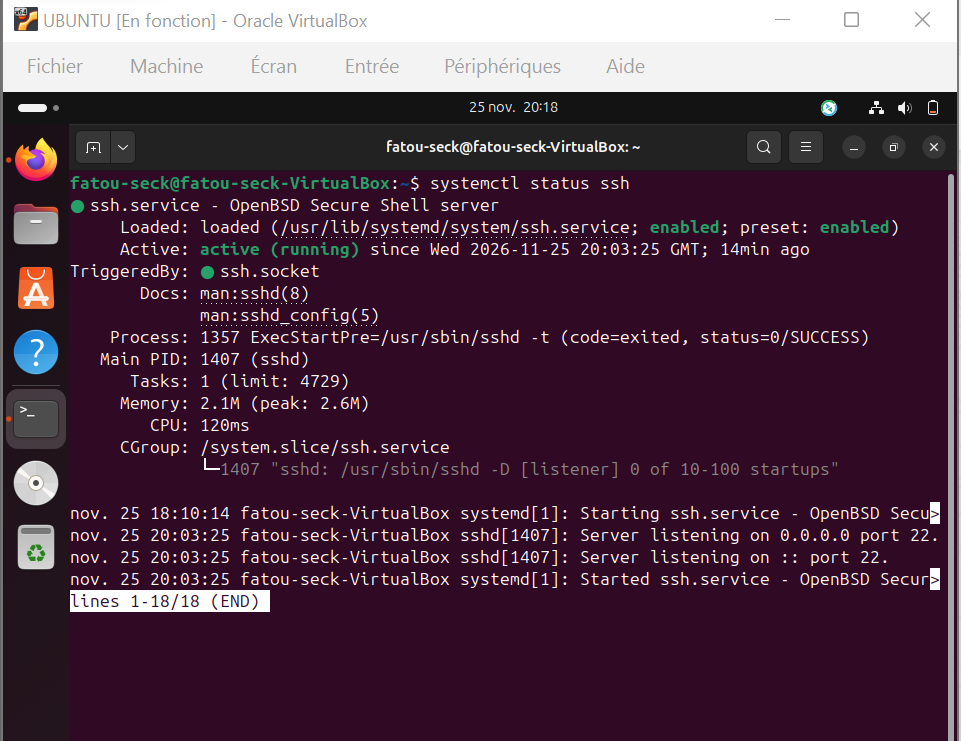 UBUNTU [En fonction] - Oracle VirtualBox
Fichier Machine Écran Entrée Périphériques Aide
25 nov. 20:18
fatou-seck@fatou-seck-VirtualBox: ~
fatou-seck@fatou-seck-VirtualBox:~$ systemctl status ssh
● ssh.service - OpenBSD Secure Shell server
Loaded: loaded (/usr/lib/systemd/system/ssh.service; enabled; preset: enabled)
Active: active (running) since Wed 2026-11-25 20:03:25 GMT; 14min ago
TriggeredBy: ● ssh.socket
Docs: man:sshd(8)
man:sshd_config(5)
Process: 1357 ExecStartPre=/usr/sbin/sshd -t (code=exited, status=0/SUCCESS)
Main PID: 1407 (sshd)
Tasks: 1 (limit: 4729)
Memory: 2.1M (peak: 2.6M)
CPU: 120ms
CGroup: /system.slice/ssh.service
└─1407 "sshd: /usr/sbin/sshd -D [listener] 0 of 10-100 startups"
nov. 25 18:10:14 fatou-seck-VirtualBox systemd[1]: Starting ssh.service - OpenBSD Secu>
nov. 25 20:03:25 fatou-seck-VirtualBox sshd[1407]: Server listening on 0.0.0.0 port 22.
nov. 25 20:03:25 fatou-seck-VirtualBox sshd[1407]: Server listening on :: port 22.
nov. 25 20:03:25 fatou-seck-VirtualBox systemd[1]: Started ssh.service - OpenBSD Secur>
lines 1-18/18 (END)